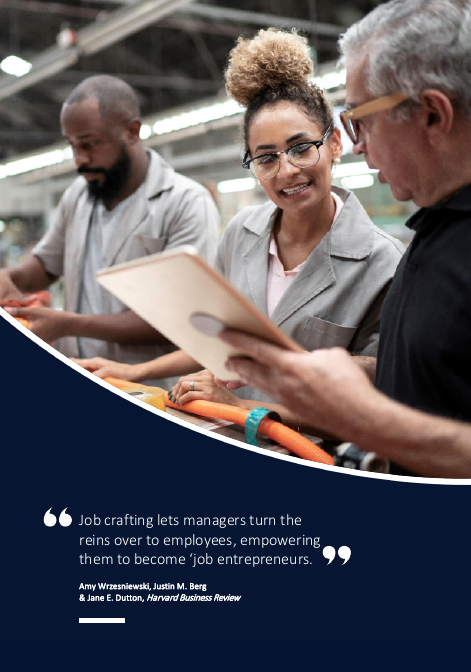 “ Job crafting lets managers turn the
reins over to employees, empowering
them to become ‘job entrepreneurs. ”
Amy Wrzesniewski, Justin M. Berg
& Jane E. Dutton, Harvard Business Review